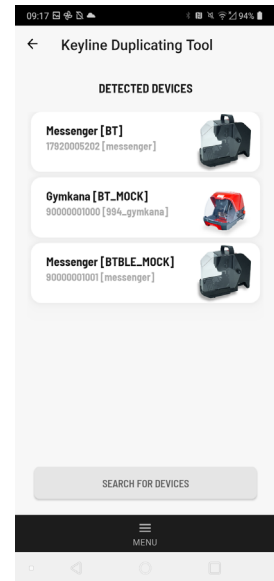 09:17 94%
Keyline Duplicating Tool
DETECTED DEVICES
Messenger [BT]
17920005202 [messenger]
Gymkana [BT_MOCK]
90000001000 [994_gymkana]
Messenger [BTBLE_MOCK]
90000001001 [messenger]
SEARCH FOR DEVICES
MENU